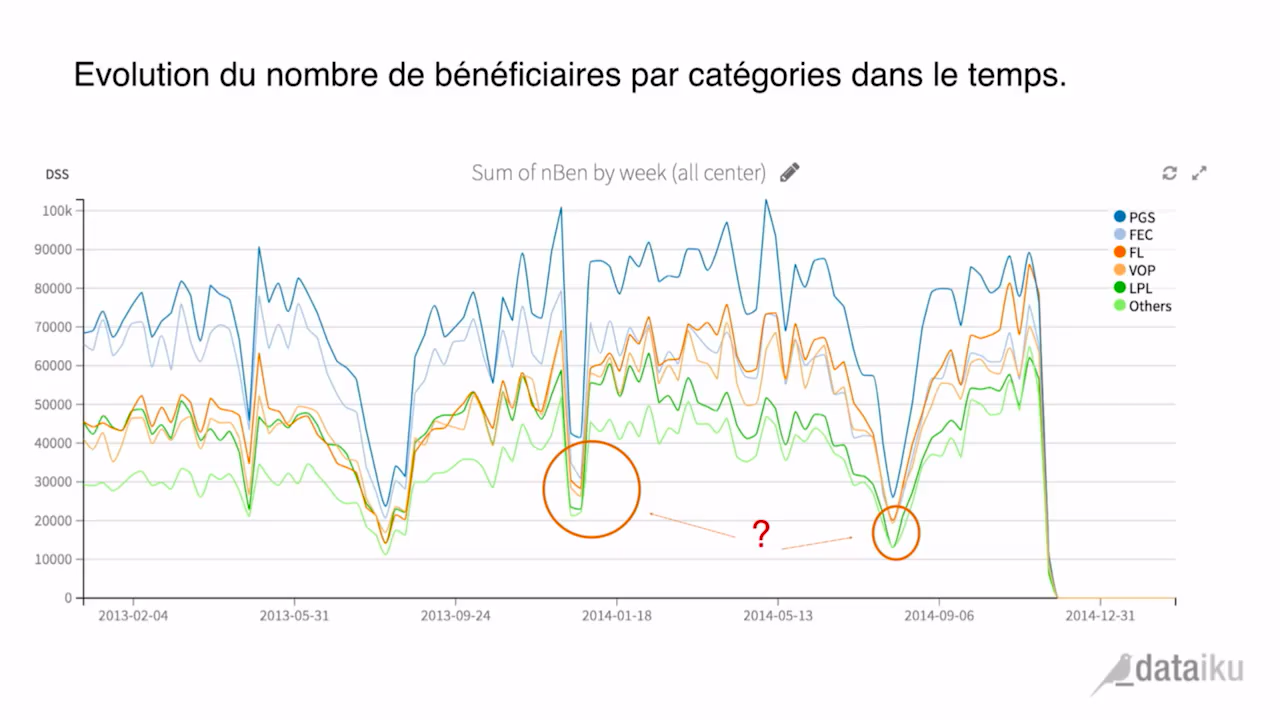 Evolution du nombre de bénéficiaires par catégories dans le temps.
DSS
Sum of nBen by week (all center)
100k
90000
80000
70000
60000
50000
40000
30000
20000
10000
0
PGS
FEC
FL
VOP
LPL
Others
?
2013-02-04 2013-05-31 2013-09-24 2014-01-18 2014-05-13 2014-09-06 2014-12-31
dataiku